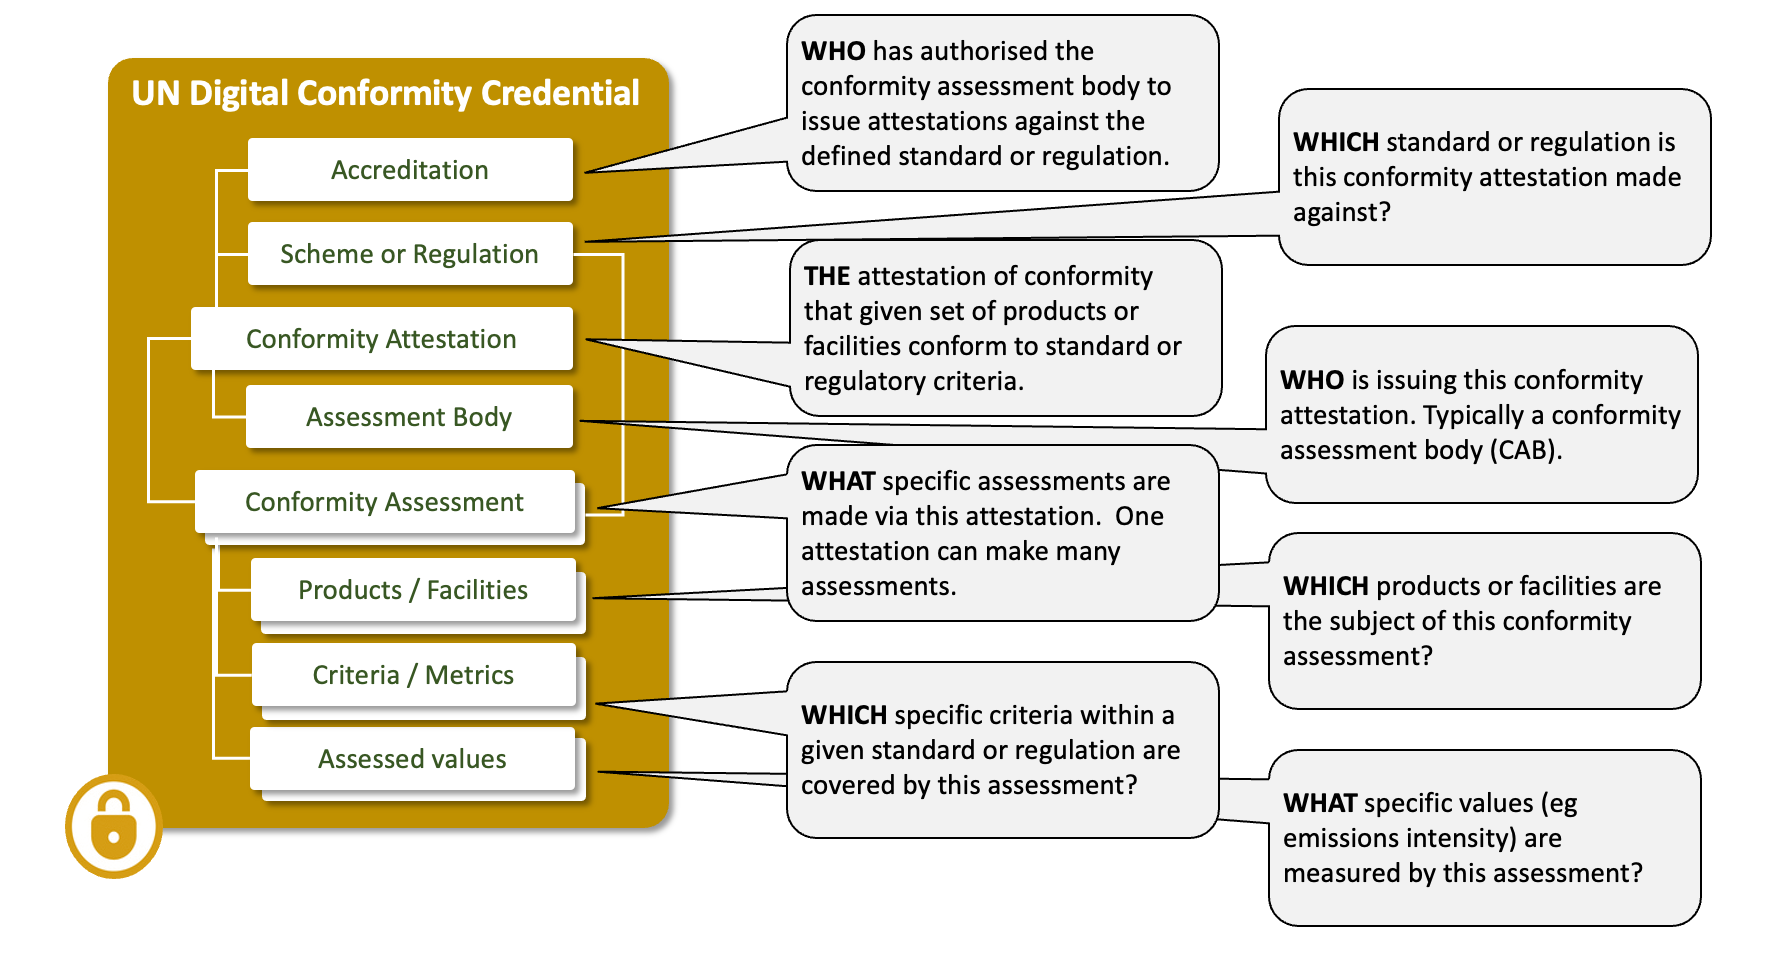 UN Digital Conformity Credential
Accreditation
Scheme or Regulation
Conformity Attestation
Assessment Body
Conformity Assessment
Products / Facilities
Criteria / Metrics
Assessed values
WHO has authorised the
conformity assessment body to
issue attestations against the
defined standard or regulation.
WHICH standard or regulation is
this conformity attestation made
against?
THE attestation of conformity
that given set of products or
facilities conform to standard or
regulatory criteria.
WHO is issuing this conformity
attestation. Typically a conformity
assessment body (CAB).
WHAT specific assessments are
made via this attestation.  One
attestation can make many
assessments.
WHICH products or facilities are
the subject of this conformity
assessment?
WHICH specific criteria within a
given standard or regulation are
covered by this assessment?
WHAT specific values (eg
emissions intensity) are
measured by this assessment?